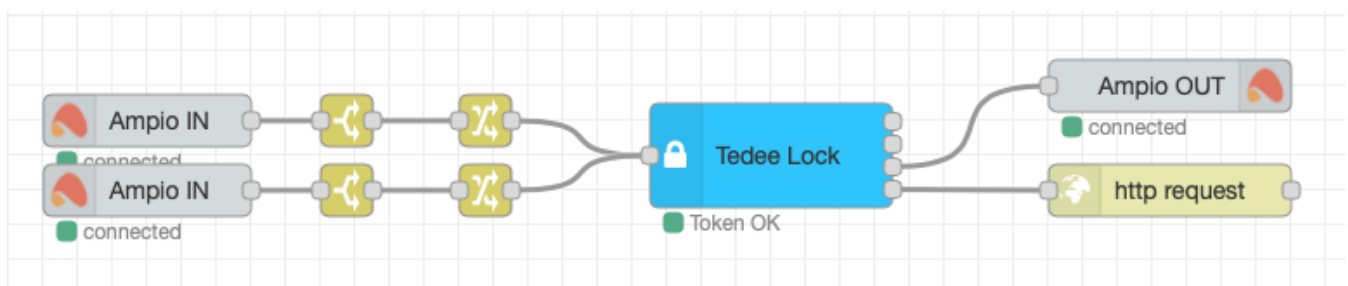 Ampio IN
connected
Ampio IN
connected
Tedee Lock
Token OK
Ampio OUT
connected
http request